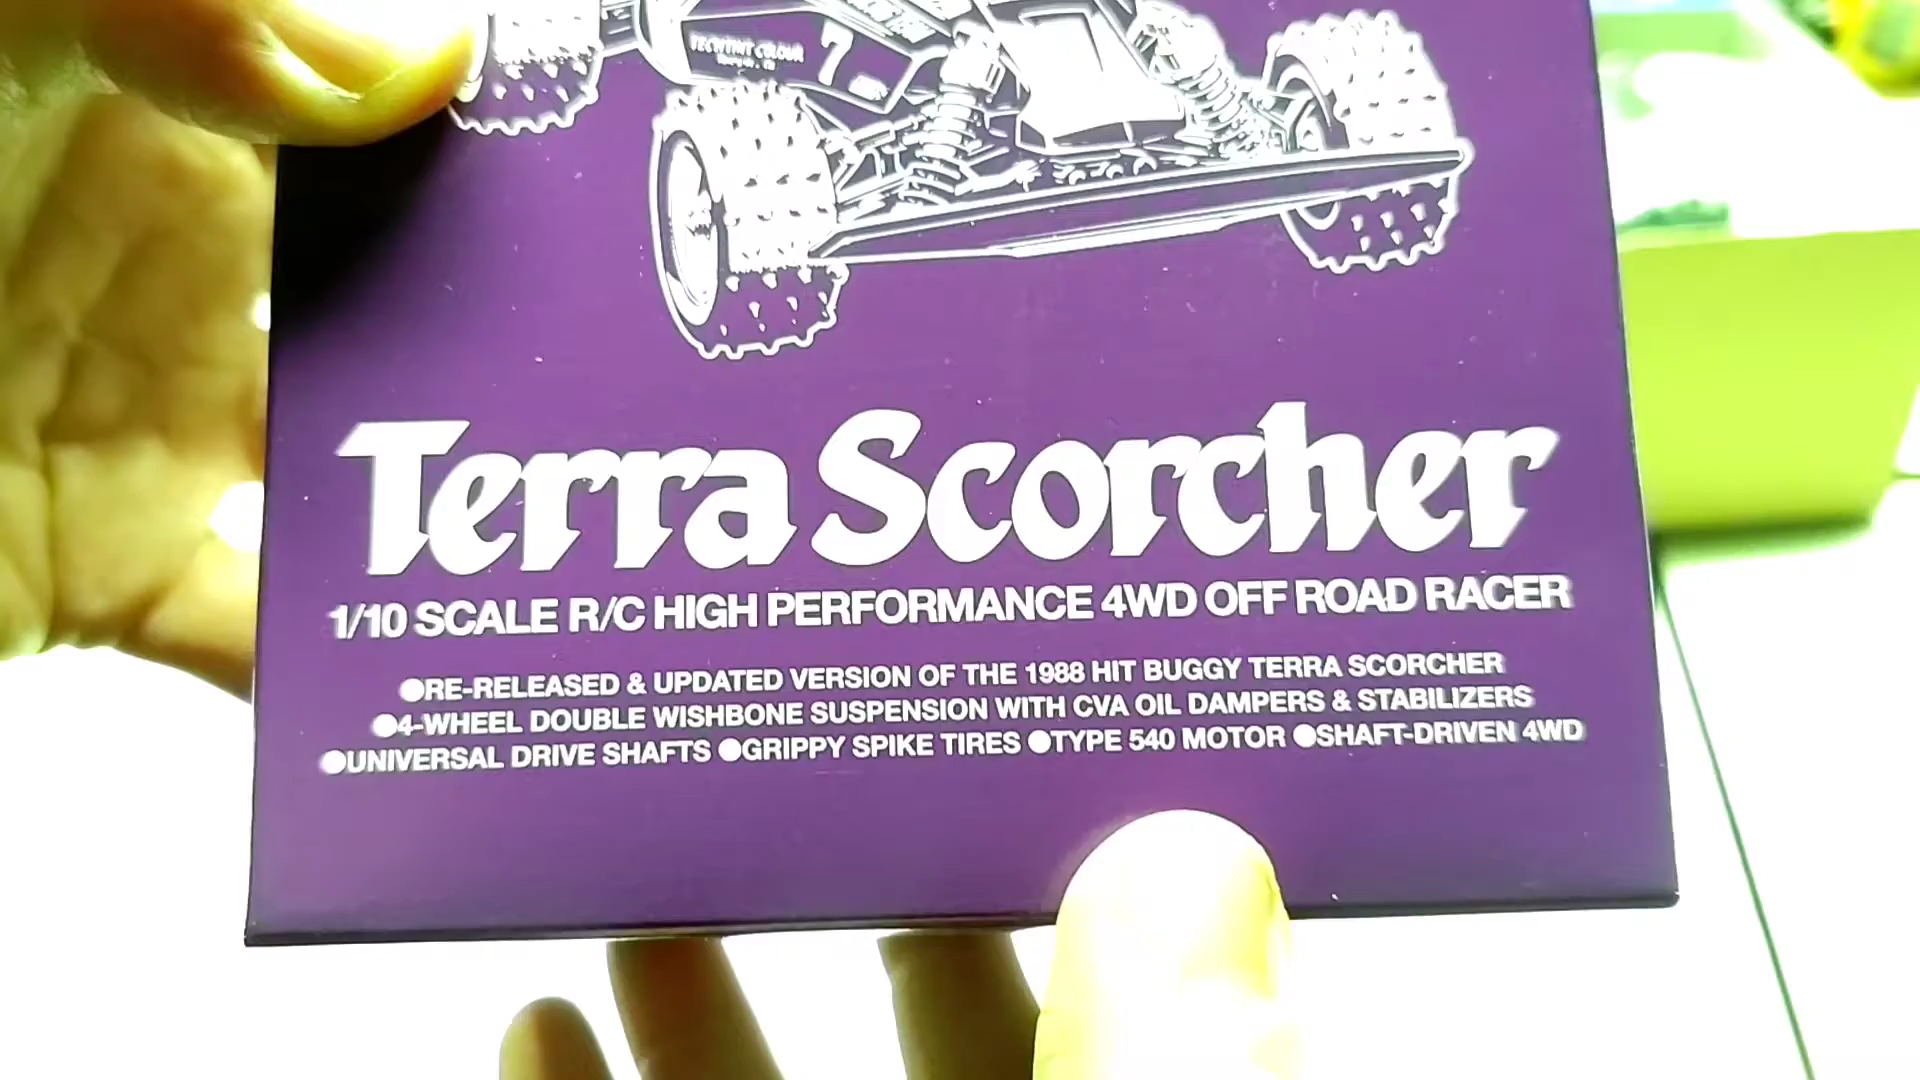 TECHNIT COLOUR
7
Terra Scorcher
1/10 SCALE R/C HIGH PERFORMANCE 4WD OFF ROAD RACER
●RE-RELEASED & UPDATED VERSION OF THE 1988 HIT BUGGY TERRA SCORCHER
●4-WHEEL DOUBLE WISHBONE SUSPENSION WITH CVA OIL DAMPERS & STABILIZERS
●UNIVERSAL DRIVE SHAFTS ●GRIPPY SPIKE TIRES ●TYPE 540 MOTOR ●SHAFT-DRIVEN 4WD